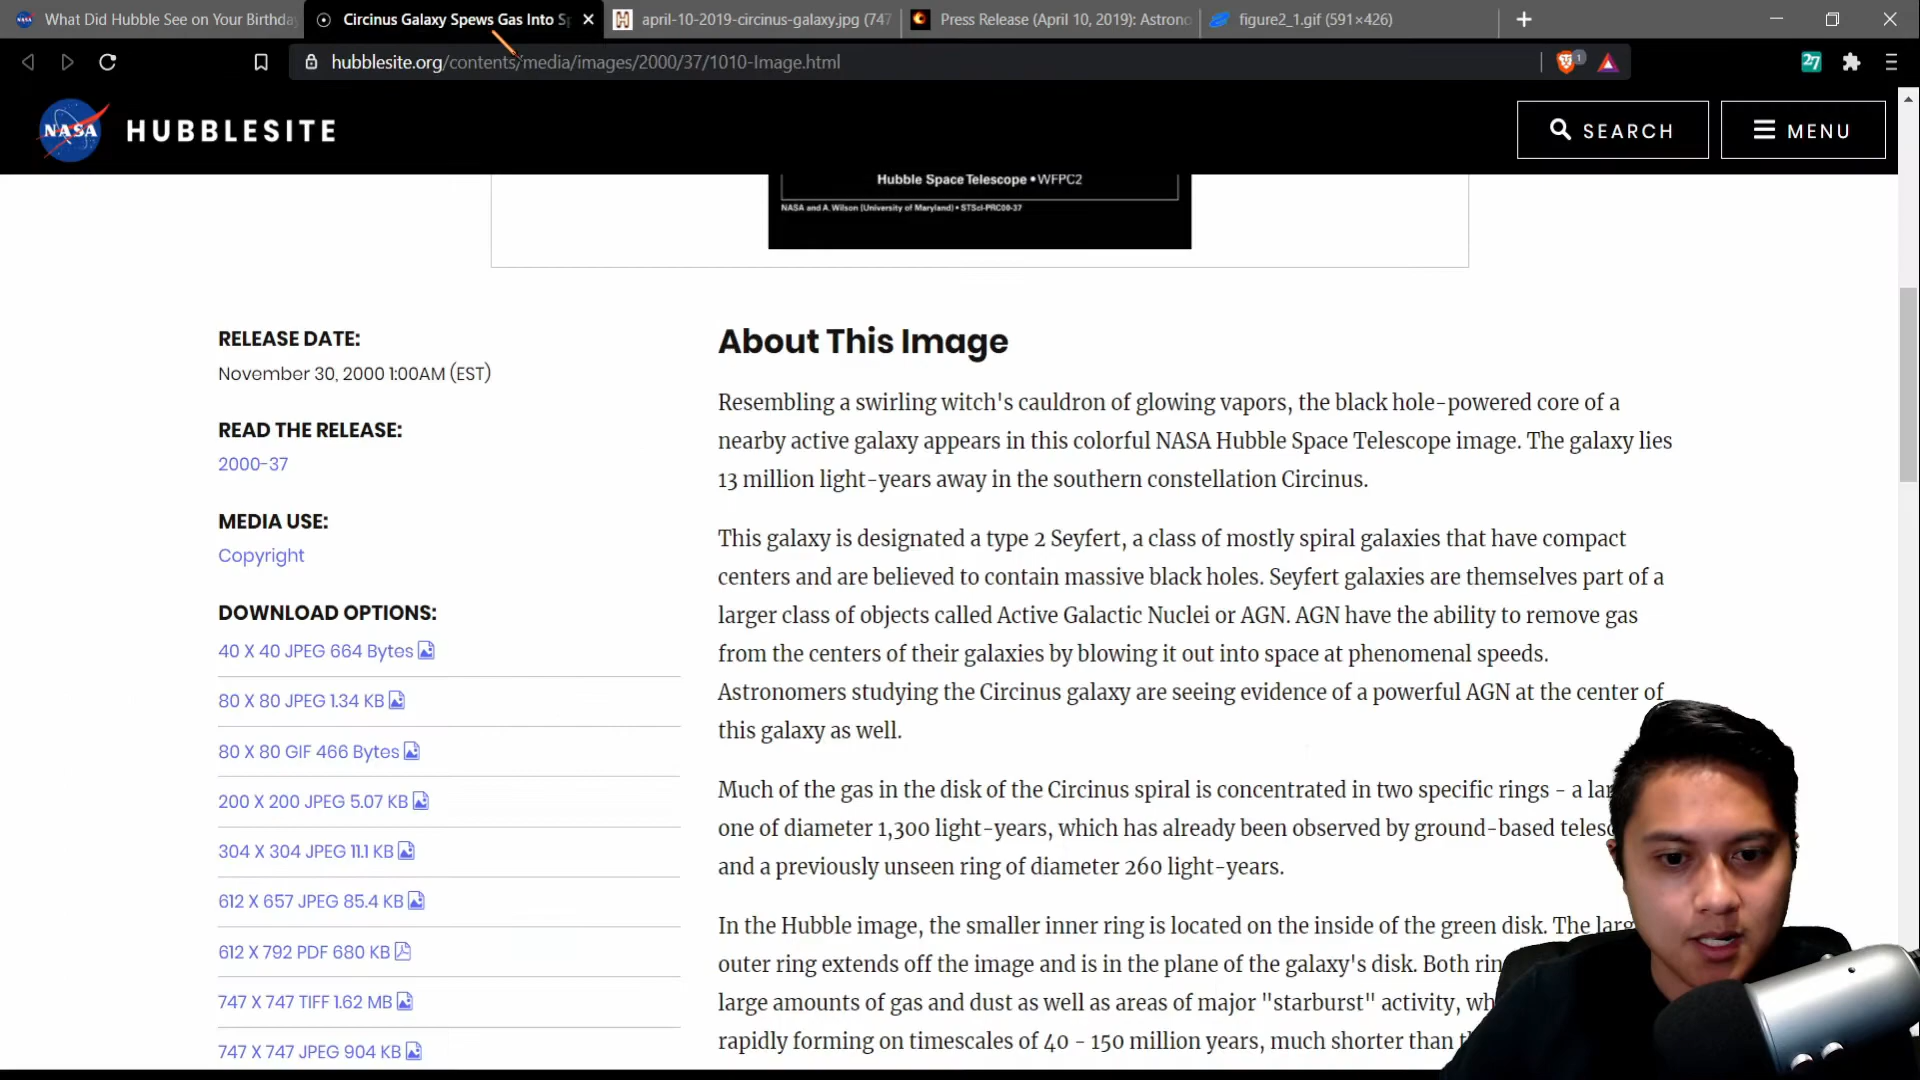 What Did Hubble See on Your Birthda
Circinus Galaxy Spews Gas Into Sp
april-10-2019-circinus-galaxy.jpg (747
Press Release (April 10, 2019): Astrono
figure2_1.gif (591×426)
hubblesite.org/contents/media/images/2000/37/1010-Image.html
1
27
NASA HUBBLESITE
SEARCH
MENU
Hubble Space Telescope • WFPC2
NASA and A. Wilson (University of Maryland) • STScI-PRC00-37
RELEASE DATE:
November 30, 2000 1:00AM (EST)
READ THE RELEASE:
2000-37
MEDIA USE:
Copyright
DOWNLOAD OPTIONS:
40 X 40 JPEG 664 Bytes
80 X 80 JPEG 1.34 KB
80 X 80 GIF 466 Bytes
200 X 200 JPEG 5.07 KB
304 X 304 JPEG 11.1 KB
612 X 657 JPEG 85.4 KB
612 X 792 PDF 680 KB
747 X 747 TIFF 1.62 MB
747 X 747 JPEG 904 KB
About This Image
Resembling a swirling witch's cauldron of glowing vapors, the black hole-powered core of a
nearby active galaxy appears in this colorful NASA Hubble Space Telescope image. The galaxy lies
13 million light-years away in the southern constellation Circinus.
This galaxy is designated a type 2 Seyfert, a class of mostly spiral galaxies that have compact
centers and are believed to contain massive black holes. Seyfert galaxies are themselves part of a
larger class of objects called Active Galactic Nuclei or AGN. AGN have the ability to remove gas
from the centers of their galaxies by blowing it out into space at phenomenal speeds.
Astronomers studying the Circinus galaxy are seeing evidence of a powerful AGN at the center of
this galaxy as well.
Much of the gas in the disk of the Circinus spiral is concentrated in two specific rings - a lar
one of diameter 1,300 light-years, which has already been observed by ground-based telesc
and a previously unseen ring of diameter 260 light-years.
In the Hubble image, the smaller inner ring is located on the inside of the green disk. The larg
outer ring extends off the image and is in the plane of the galaxy's disk. Both rin
large amounts of gas and dust as well as areas of major "starburst" activity, wh
rapidly forming on timescales of 40 - 150 million years, much shorter than t